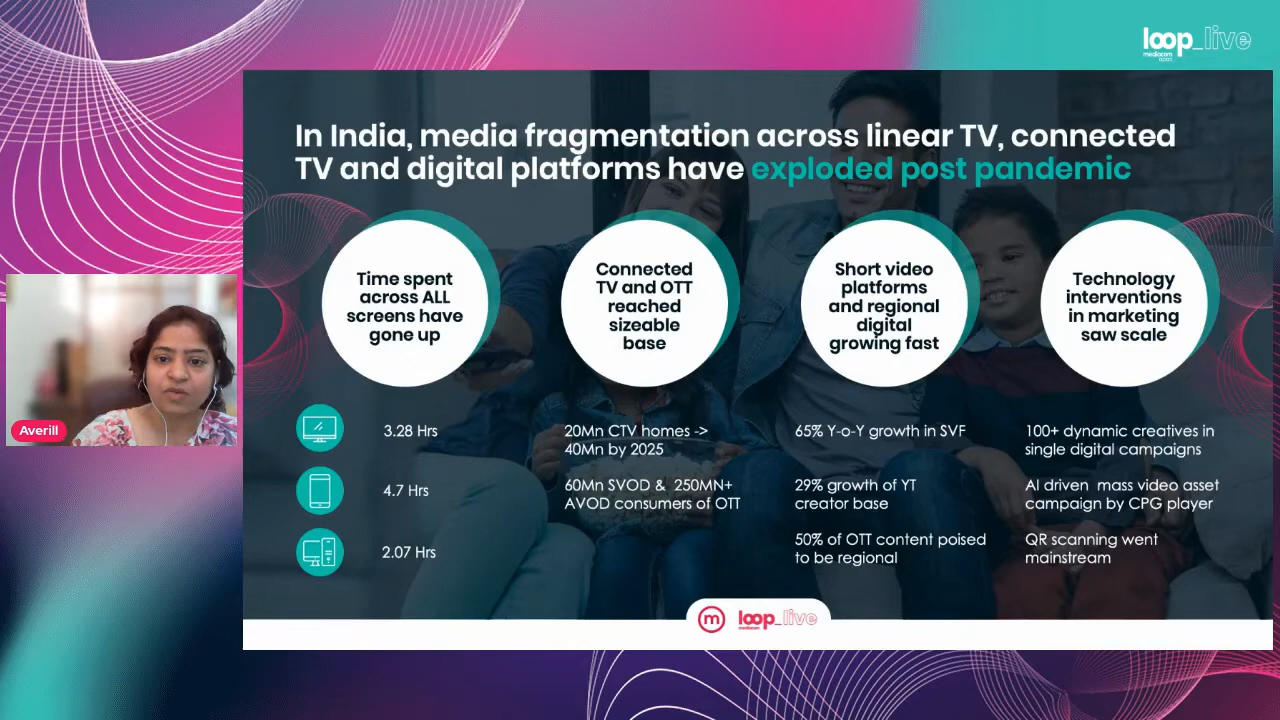 loop_live
mediacom
apac
In India, media fragmentation across linear TV, connected
TV and digital platforms have exploded post pandemic
Time spent
across ALL
screens have
gone up
Connected
TV and OTT
reached
sizeable
base
Short video
platforms
and regional
digital
growing fast
Technology
interventions
in marketing
saw scale
3.28 Hrs
4.7 Hrs
2.07 Hrs
20Mn CTV homes ->
40Mn by 2025
60Mn SVOD & 250MN+
AVOD consumers of OTT
65% Y-o-Y growth in SVF
29% growth of YT
creator base
50% of OTT content poised
to be regional
100+ dynamic creatives in
single digital campaigns
AI driven mass video asset
campaign by CPG player
QR scanning went
mainstream
Averill
m
loop_live
mediacom